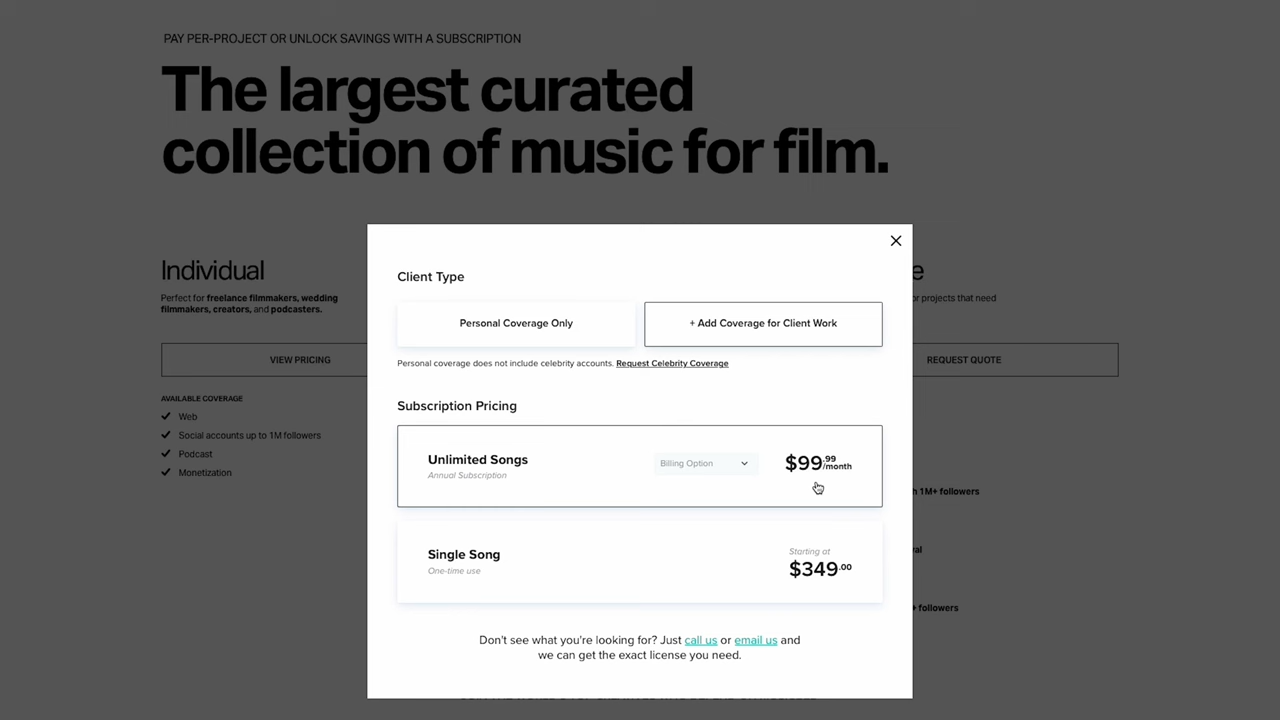 PAY PER-PROJECT OR UNLOCK SAVINGS WITH A SUBSCRIPTION
The largest curated
collection of music for film.
Individual
Perfect for freelance filmmakers, wedding
filmmakers, creators, and podcasters.
VIEW PRICING
AVAILABLE COVERAGE
Web
Social accounts up to 1M followers
Podcast
Monetization
Client Type
Personal Coverage Only
+ Add Coverage for Client Work
Personal coverage does not include celebrity accounts. Request Celebrity Coverage
Subscription Pricing
Unlimited Songs
Annual Subscription
Billing Option
$99.99/month
Single Song
One-time use
Starting at
$349.00
Don't see what you're looking for? Just call us or email us and
we can get the exact license you need.
projects that need
REQUEST QUOTE
1M+ followers
followers